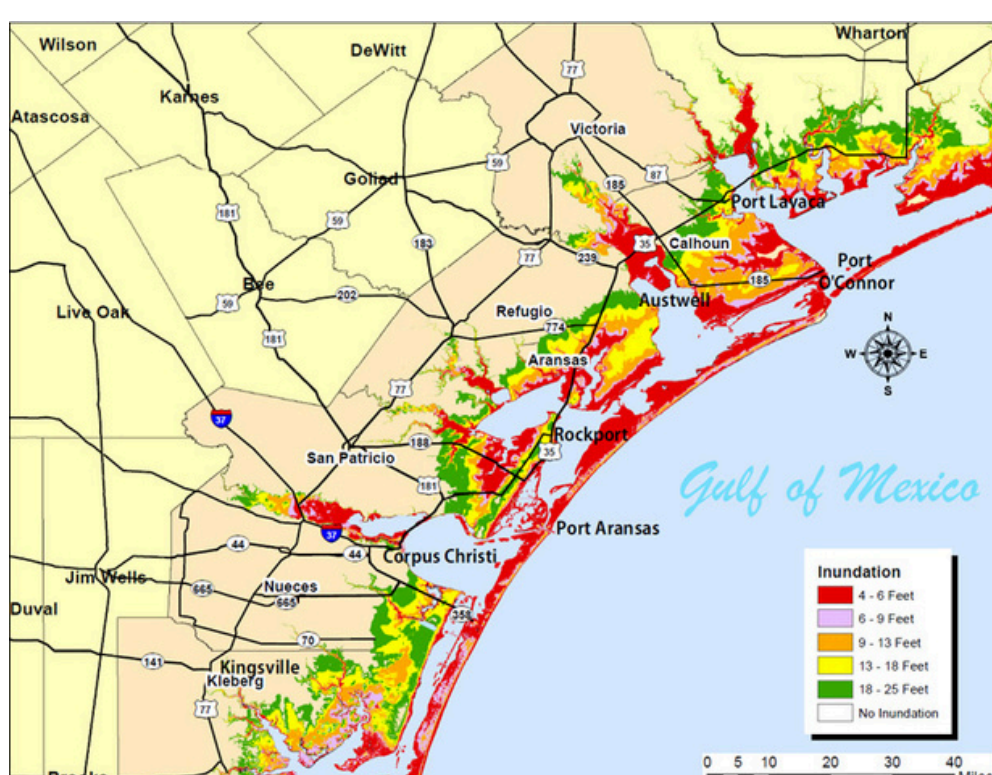 Wilson
DeWitt
Wharton
77
Karnes
Atascosa
Victoria
59
87
Goliad
185
181
59
Port Lavaca
35
Calhoun
183
77
239
Port
O'Connor
185
Bee
202
59
Austwell
Live Oak
Refugio
774
N
181
W
E
S
Aransas
77
37
Rockport
188
35
San Patricio
181
Gulf of Mexico
Port Aransas
37
44
44
Corpus Christi
Jim Wells
Inundation
4 - 6 Feet
6 - 9 Feet
9 - 13 Feet
13 - 18 Feet
18 - 25 Feet
No Inundation
665
Nueces
665
358
Duval
70
141
Kingsville
Kleberg
77
0 5 10 20 30 40
Miles